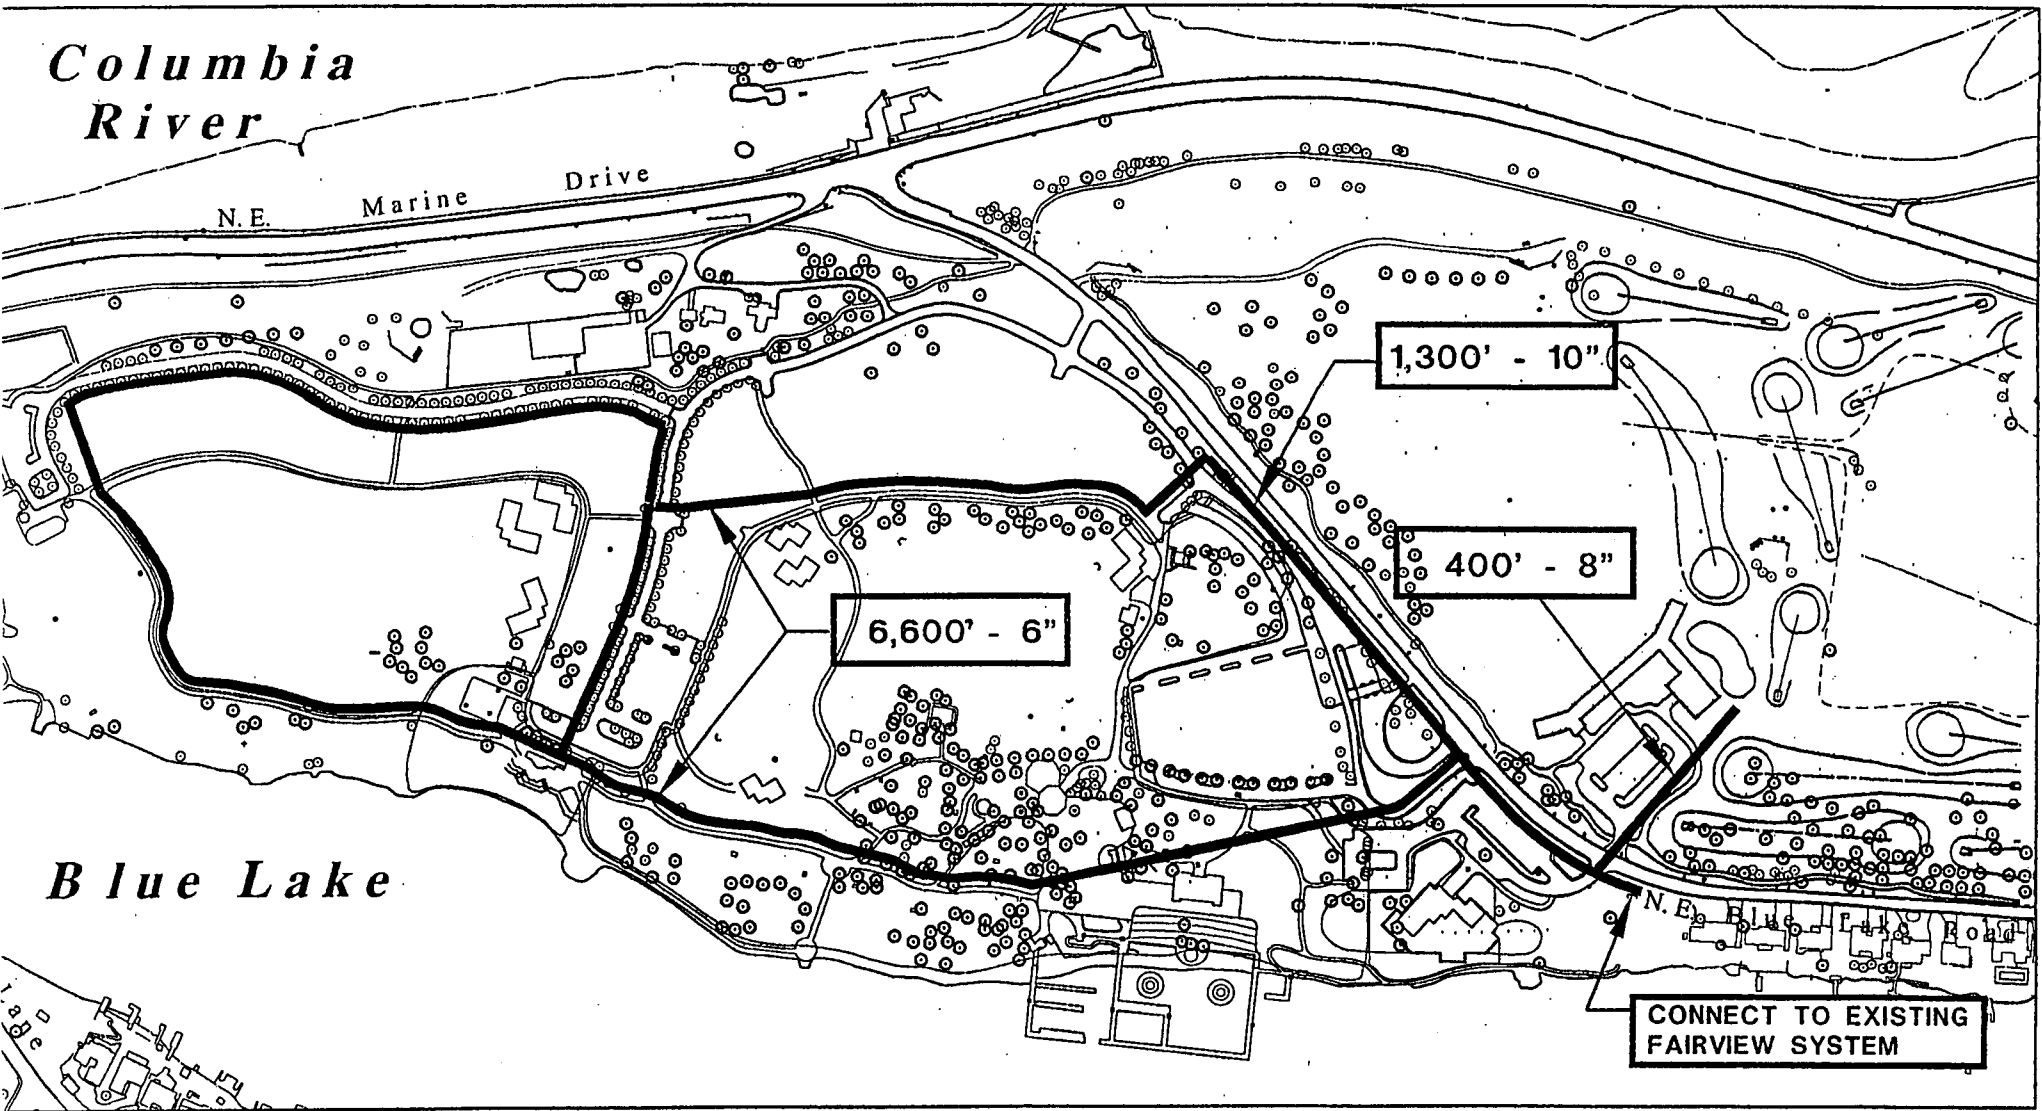 Columbia
River
N.E. Marine Drive
1,300' - 10"
400' - 8"
6,600' - 6"
Blue Lake
N.E. Blue Lake Road
CONNECT TO EXISTING
FAIRVIEW SYSTEM